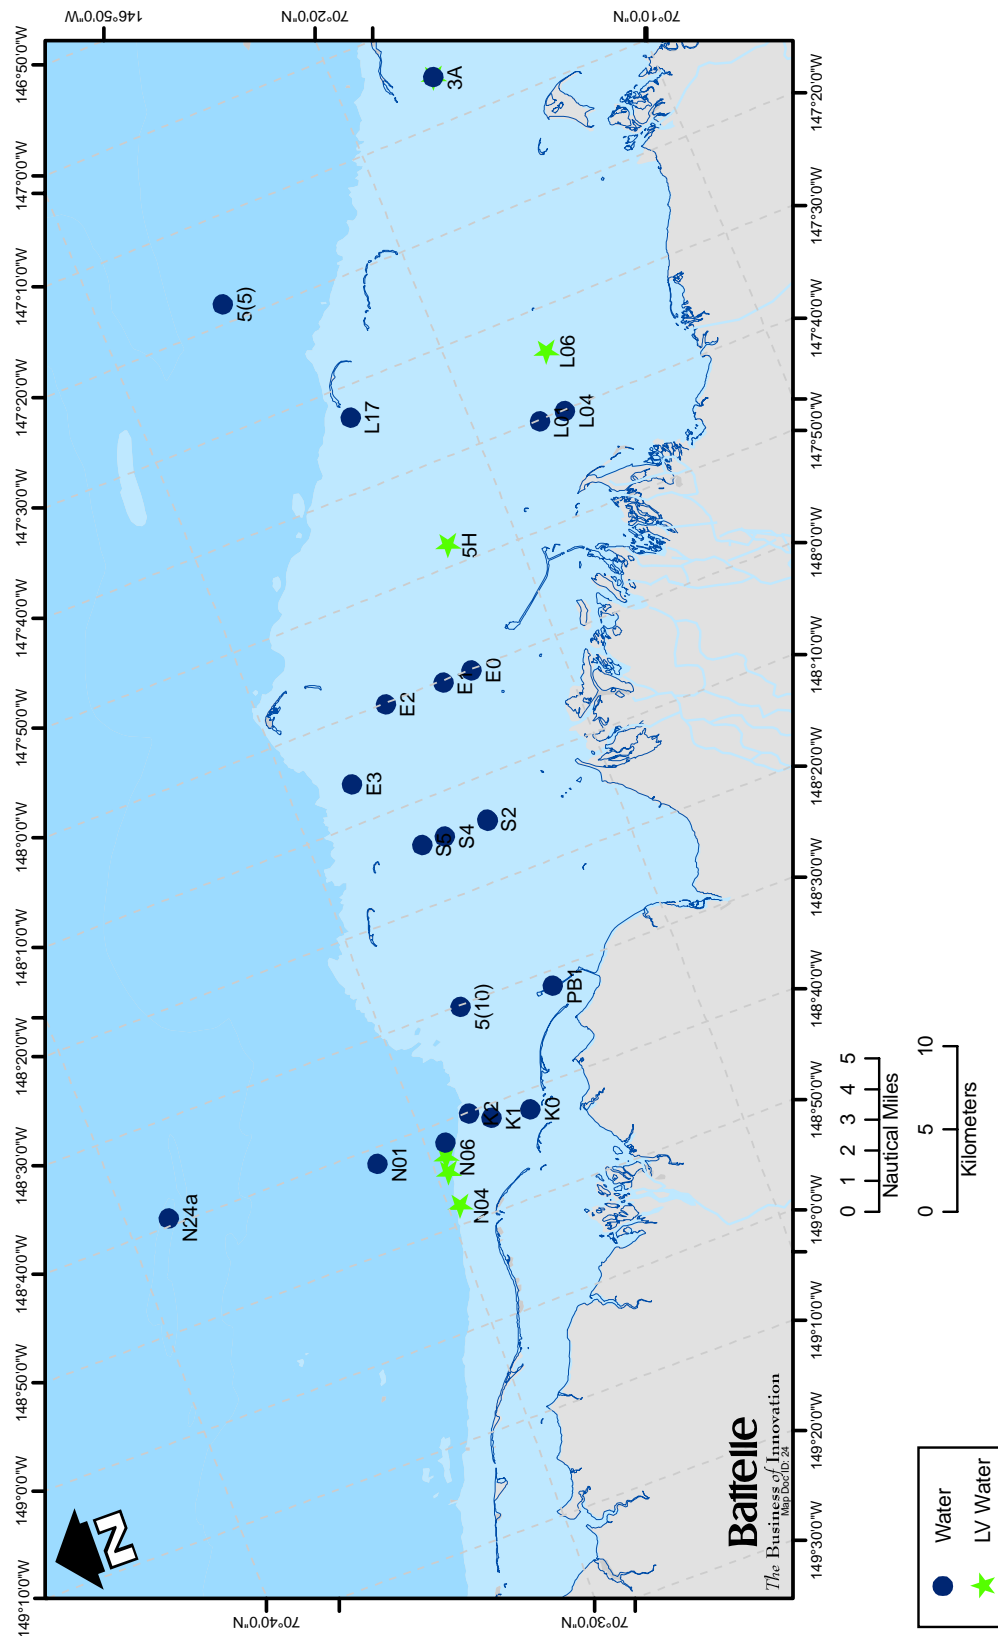 149°10'0"W
149°0'0"W
148°50'0"W
148°40'0"W
148°30'0"W
148°20'0"W
148°10'0"W
148°0'0"W
147°50'0"W
147°40'0"W
147°30'0"W
147°20'0"W
147°10'0"W
147°0'0"W
146°50'0"W
146°50'0"W
70°20'0"N
70°10'0"N
70°40'0"N
70°30'0"N
N
N24a
5(5)
L17
N01
E3
E2
3A
5H
E1
E0
S5
S4
S2
5(10)
N06
N04
K2
K1
K0
PB1
L01
L04
L06
Battelle
The Business of Innovation
Map Doc ID: 24
149°30'0"W
149°20'0"W
149°10'0"W
149°0'0"W
148°50'0"W
148°40'0"W
148°30'0"W
148°20'0"W
148°10'0"W
148°0'0"W
147°50'0"W
147°40'0"W
147°30'0"W
147°20'0"W
0 1 2 3 4 5
Nautical Miles
0 5 10
Kilometers
Water
LV Water